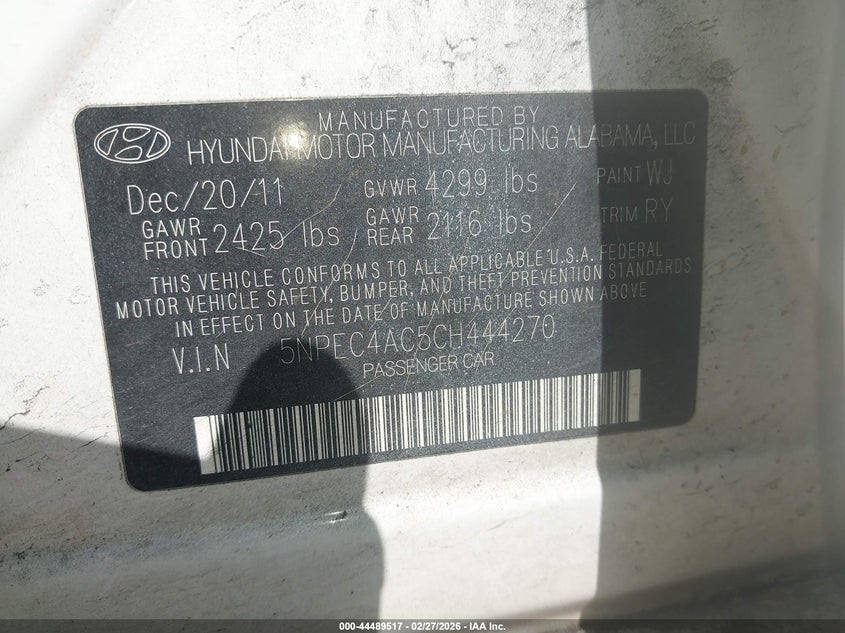 MANUFACTURED BY
HYUNDAI MOTOR MANUFACTURING ALABAMA, LLC
Dec/20/11 GVWR 4299 lbs PAINT WJ
GAWR FRONT 2425 lbs GAWR REAR 2116 lbs TRIM RY
THIS VEHICLE CONFORMS TO ALL APPLICABLE U.S.A. FEDERAL
MOTOR VEHICLE SAFETY, BUMPER, AND THEFT PREVENTION STANDARDS
IN EFFECT ON THE DATE OF MANUFACTURE SHOWN ABOVE
V.I.N 5NPEC4AC5CH444270
PASSENGER CAR
000-44489517 - 02/27/2026 - IAA Inc.